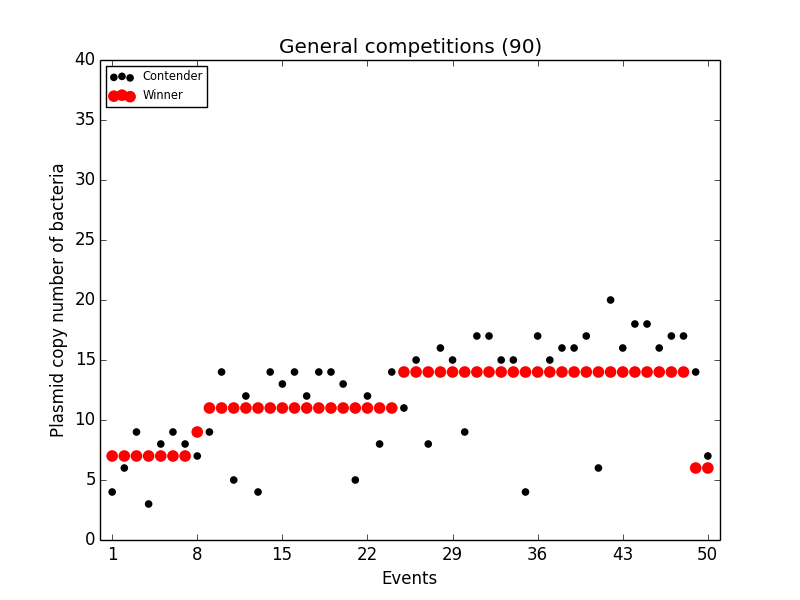 General competitions (90)
Contender
Winner
Plasmid copy number of bacteria
40
35
30
25
20
15
10
5
0
1 8 15 22 29 36 43 50
Events